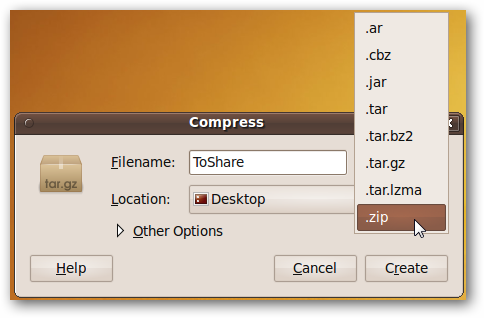 .ar
.cbz
.jar
.tar
.tar.bz2
.tar.gz
.tar.lzma
.zip
Compress
tar.gz
Filename: ToShare
Location: Desktop
Other Options
Help Cancel Create